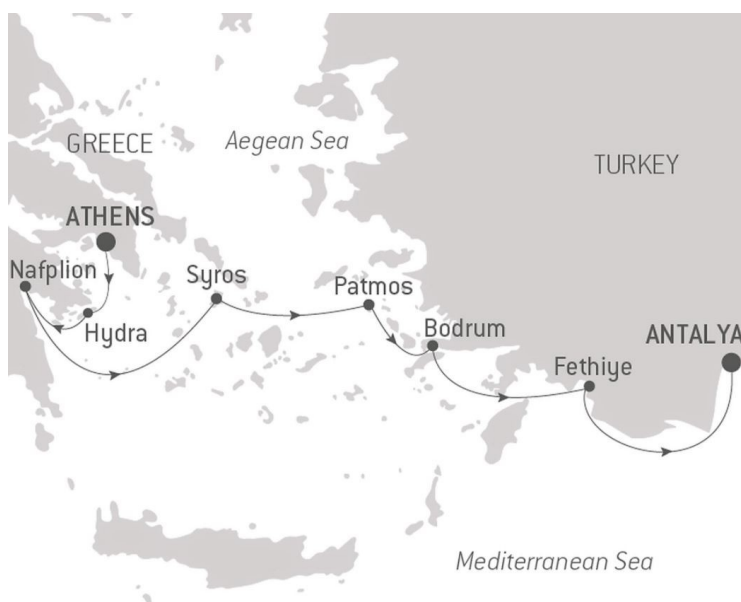 GREECE
Aegean Sea
TURKEY
ATHENS
Nafplion
Syros
Patmos
Hydra
Bodrum
ANTALYA
Fethiye
Mediterranean Sea